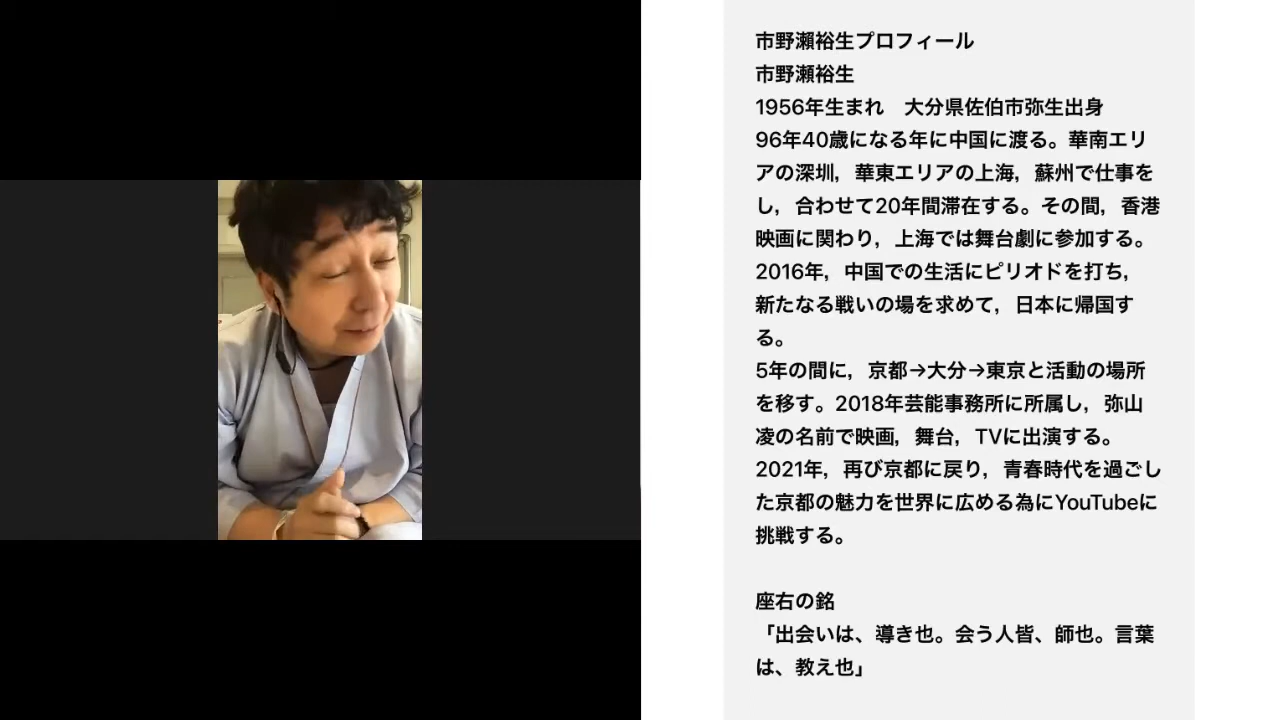 市野瀬裕生プロフィール
市野瀬裕生
1956年生まれ　大分県佐伯市弥生出身
96年40歳になる年に中国に渡る。華南エリ
アの深圳，華東エリアの上海，蘇州で仕事を
し，合わせて20年間滞在する。その間，香港
映画に関わり，上海では舞台劇に参加する。
2016年，中国での生活にピリオドを打ち，
新たなる戦いの場を求めて，日本に帰国す
る。
5年の間に，京都→大分→東京と活動の場所
を移す。2018年芸能事務所に所属し，弥山
凌の名前で映画，舞台，TVに出演する。
2021年，再び京都に戻り，青春時代を過ごし
た京都の魅力を世界に広める為にYouTubeに
挑戦する。
座右の銘
「出会いは、導き也。会う人皆、師也。言葉
は、教え也」